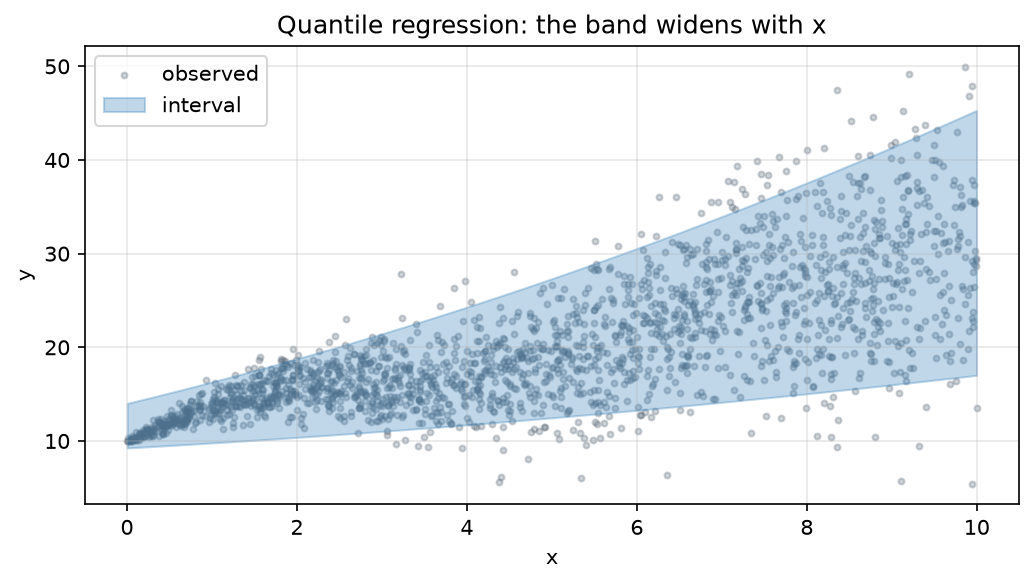 Quantile regression: the band widens with x
observed
interval
50
40
30
20
10
y
0 2 4 6 8 10
x